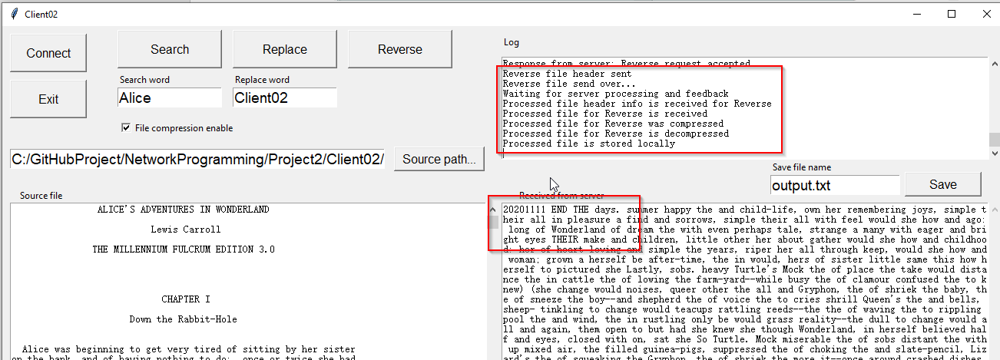 Client02
Connect
Search
Replace
Reverse
Log
Exit
Search word
Replace word
Alice
Client02
File compression enable
Response from server: Reverse request accepted
Reverse file header sent
Reverse file send over...
Waiting for server processing and feedback
Processed file header info is received for Reverse
Processed file for Reverse is received
Processed file for Reverse was compressed
Processed file for Reverse is decompressed
Processed file is stored locally
C:/GitHubProject/NetworkProgramming/Project2/Client02/
Source path...
Save file name
output.txt
Save
Source file
ALICE'S ADVENTURES IN WONDERLAND
Lewis Carroll
THE MILLENNIUM FULCRUM EDITION 3.0
CHAPTER I
Down the Rabbit-Hole
Alice was beginning to get very tired of sitting by her sister
on the bank, and of having nothing to do: once or twice she had
Received from server
20201111 END THE days. summer happy the and child-life, own her remembering joys, simple t
heir all in pleasure a find and sorrows, simple their all with feel would she how and ago:
long of Wonderland of dream the with even perhaps tale, strange a many with eager and bri
ght eyes THEIR make and children, little other her about gather would she how and childhoo
d: her of heart loving and simple the years, riper her all through keep, would she how and
woman; grown a herself be after-time, the in would, hers of sister little same this how h
erself to pictured she Lastly, sobs. heavy Turtle's Mock the of place the take would dista
nce the in cattle the of lowing the farm-yard--while busy the of clamour confused the to k
new) (she change would noises, queer other the all and Gryphon, the of shriek the baby, th
e of sneeze the boy--and shepherd the of voice the to cries shrill Queen's the and bells,
sheep- tinkling to change would teacups rattling reeds--the the of waving the to rippling
pool the and wind, the in rustling only be would grass reality--the dull to change would a
ll and again, them open to but had she knew she though Wonderland, in herself believed hal
f and eyes, closed with on, sat she So Turtle. Mock miserable the of sobs distant the with
up mixed air, the filled guinea-pigs, suppressed the of choking the and slate-pencil, Liz
ard's the of squeaking the Gryphon, the of shriek the more it--once around crashed dishes